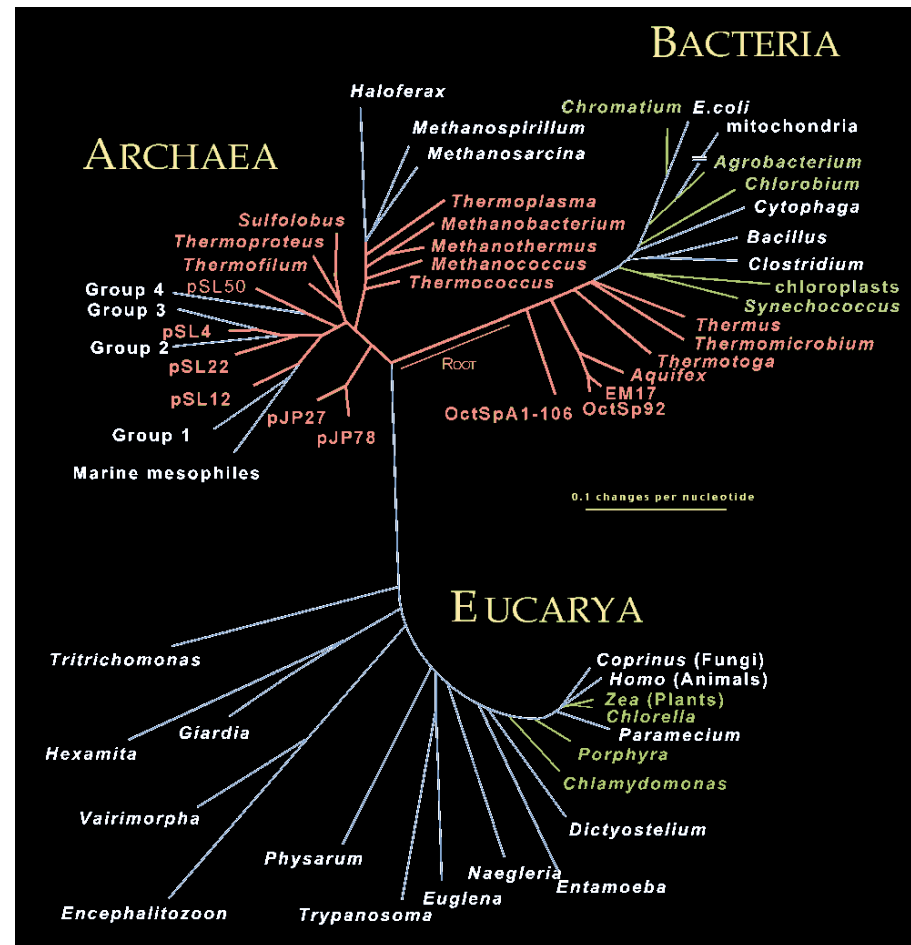 BACTERIA
Haloferax
Chromatium
E.coli
mitochondria
Methanospirillum
ARCHAEA
Methanosarcina
Agrobacterium
Chlorobium
Cytophaga
Thermoplasma
Sulfolobus
Methanobacterium
Thermoproteus
Methanothermus
Bacillus
Thermofilum
Methanococcus
Clostridium
pSL50
Thermococcus
chloroplasts
Group 4
Synechococcus
Group 3
Thermus
pSL4
Thermomicrobium
Group 2
Thermotoga
pSL22
ROOT
Aquifex
EM17
pSL12
OctSp92
pJP27
OctSpA1-106
pJP78
Group 1
Marine mesophiles
0.1 changes per nucleotide
EUCARYA
Tritrichomonas
Coprinus (Fungi)
Homo (Animals)
Zea (Plants)
Chlorella
Paramecium
Giardia
Hexamita
Porphyra
Chlamydomonas
Vairimorpha
Dictyostelium
Physarum
Naegleria
Entamoeba
Euglena
Encephalitozoon
Trypanosoma